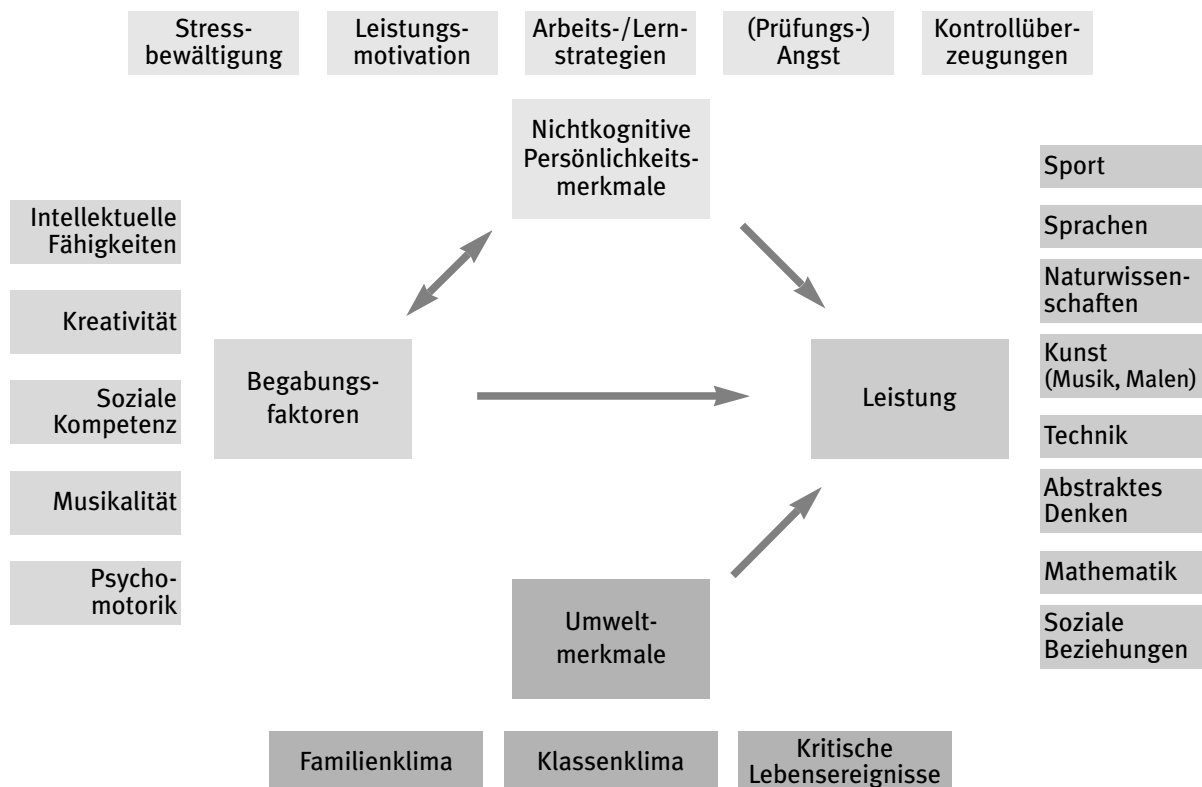 Stress-
bewältigung
Leistungs-
motivation
Arbeits-/Lern-
strategien
(Prüfungs-)
Angst
Kontrollüber-
zeugungen
Nichtkognitive
Persönlichkeits-
merkmale
Intellektuelle
Fähigkeiten
Kreativität
Soziale
Kompetenz
Musikalität
Psycho-
motorik
Begabungs-
faktoren
Leistung
Sport
Sprachen
Naturwissen-
schaften
Kunst
(Musik, Malen)
Technik
Abstraktes
Denken
Mathematik
Soziale
Beziehungen
Umwelt-
merkmale
Familienklima
Klassenklima
Kritische
Lebensereignisse